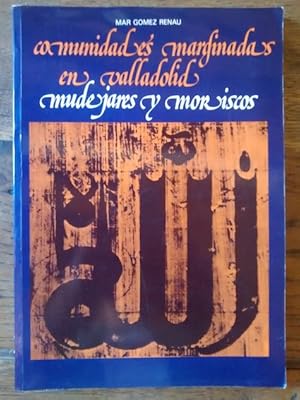 MAR GOMEZ RENAU
comunidades marginadas
en valladolid
mudejares y moriscos